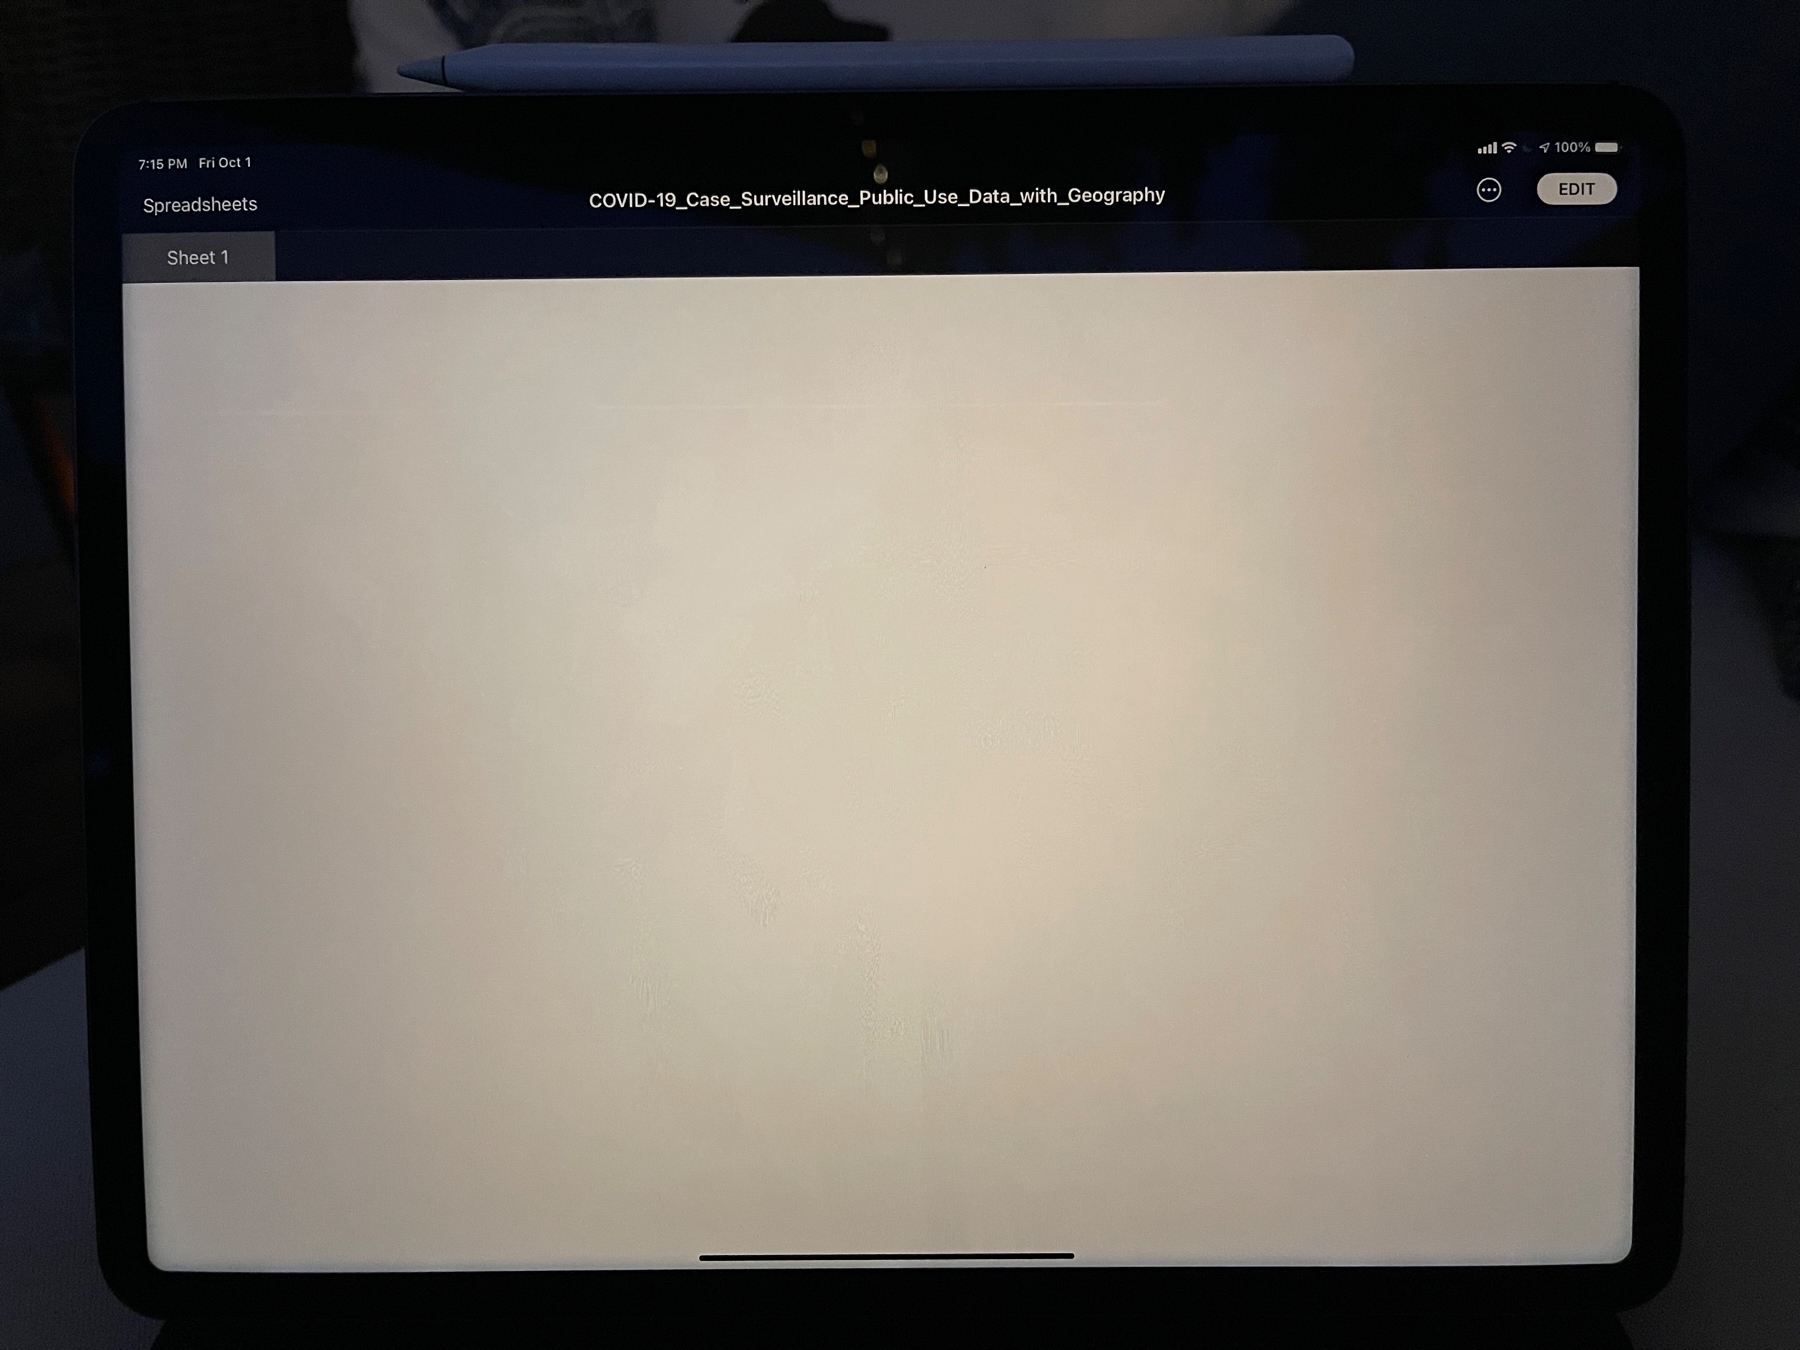 7:15 PM Fri Oct 1
100%
Spreadsheets
COVID-19_Case_Surveillance_Public_Use_Data_with_Geography
EDIT
Sheet 1